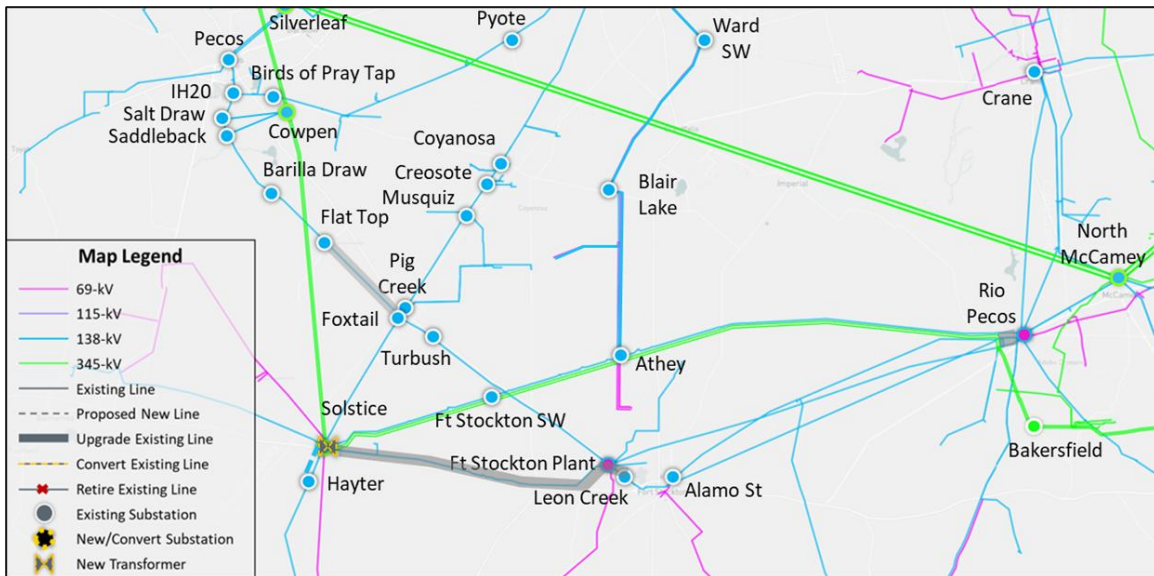 Silverleaf
Pyote
Ward
SW
Pecos
Birds of Pray Tap
IH20
Salt Draw
Cowpen
Saddleback
Crane
Coyanosa
Creosote
Musquiz
Barilla Draw
Blair
Lake
Imperial
Coyanosa
Flat Top
North
McCamey
McCamey
Map Legend
69-kV
115-kV
138-kV
345-kV
Existing Line
Proposed New Line
Upgrade Existing Line
Convert Existing Line
Retire Existing Line
Existing Substation
New/Convert Substation
New Transformer
Pig
Creek
Foxtail
Turbush
Rio
Pecos
Athey
Solstice
Ft Stockton SW
Bakersfield
Ft Stockton Plant
Hayter
Leon Creek
Alamo St